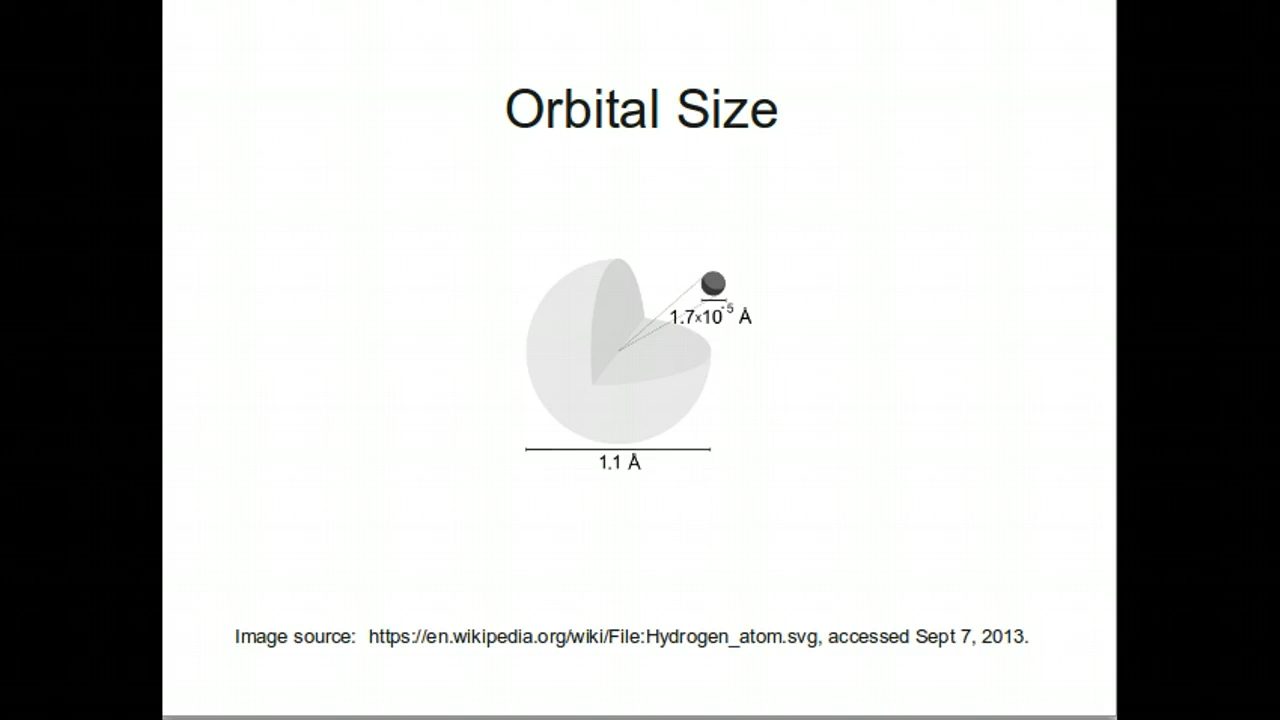 Orbital Size
1.7×10⁻⁵ Å
1.1 Å
Image source: https://en.wikipedia.org/wiki/File:Hydrogen_atom.svg, accessed Sept 7, 2013.